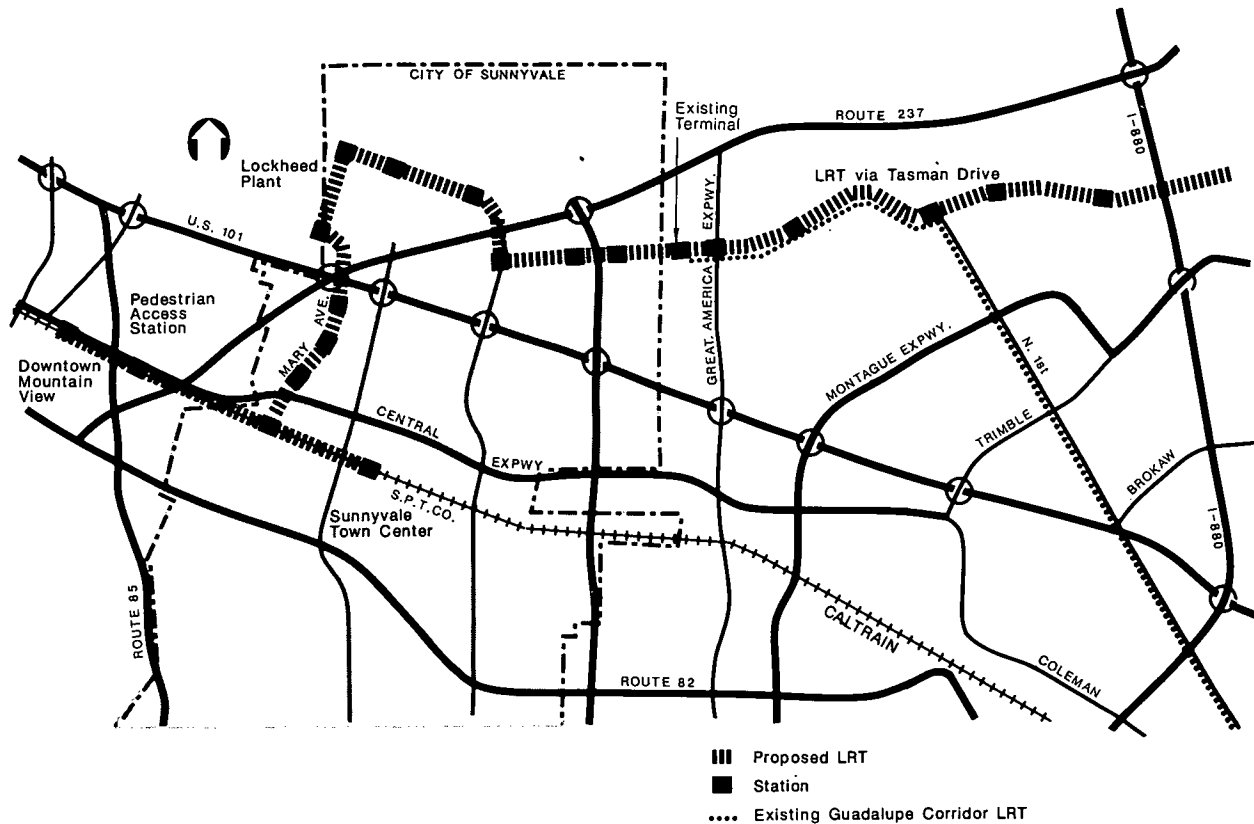 CITY OF SUNNYVALE
Existing
Terminal
ROUTE 237
I-880
Lockheed
Plant
LRT via Tasman Drive
U.S. 101
GREAT. AMERICA EXPWY.
Pedestrian
Access
Station
MARY AVE.
Downtown
Mountain
View
MONTAGUE EXPWY.
N. 1st
CENTRAL EXPWY
TRIMBLE
BROKAW
S.P.T.CO.
Sunnyvale
Town Center
I-880
ROUTE 85
CALTRAIN
COLEMAN
ROUTE 82
Proposed LRT
Station
Existing Guadalupe Corridor LRT